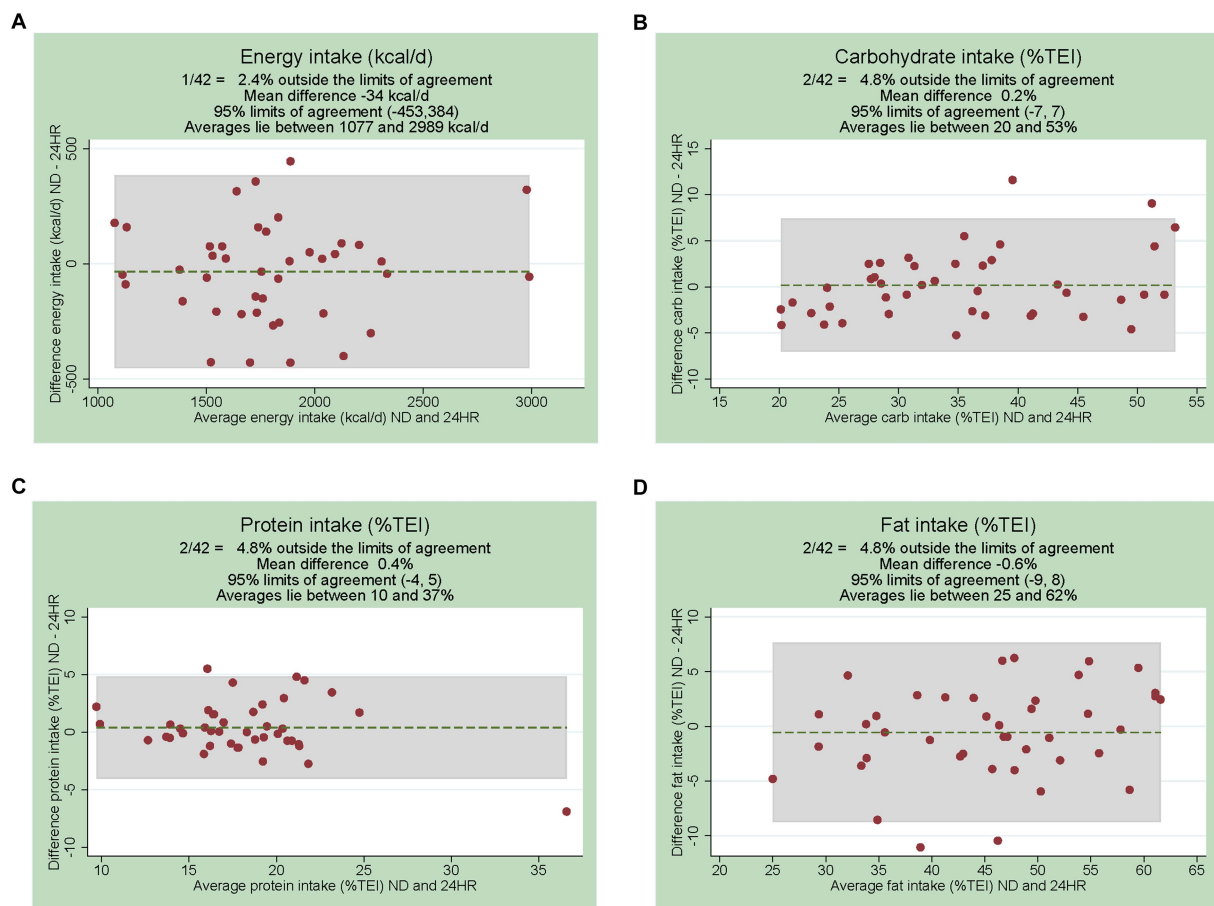 A
Energy intake (kcal/d)
1/42 = 2.4% outside the limits of agreement
Mean difference -34 kcal/d
95% limits of agreement (-453,384)
Averages lie between 1077 and 2989 kcal/d
Difference energy intake (kcal/d) ND - 24HR
500
0
-500
1000 1500 2000 2500 3000
Average energy intake (kcal/d) ND and 24HR
B
Carbohydrate intake (%TEI)
2/42 = 4.8% outside the limits of agreement
Mean difference 0.2%
95% limits of agreement (-7, 7)
Averages lie between 20 and 53%
Difference carb intake (%TEI) ND - 24HR
15
10
5
0
-5
-10
15 20 25 30 35 40 45 50 55
Average carb intake (%TEI) ND and 24HR
C
Protein intake (%TEI)
2/42 = 4.8% outside the limits of agreement
Mean difference 0.4%
95% limits of agreement (-4, 5)
Averages lie between 10 and 37%
Difference protein intake (%TEI) ND - 24HR
10
5
0
-5
-10
10 15 20 25 30 35
Average protein intake (%TEI) ND and 24HR
D
Fat intake (%TEI)
2/42 = 4.8% outside the limits of agreement
Mean difference -0.6%
95% limits of agreement (-9, 8)
Averages lie between 25 and 62%
Difference fat intake (%TEI) ND - 24HR
10
5
0
-5
-10
20 25 30 35 40 45 50 55 60 65
Average fat intake (%TEI) ND and 24HR